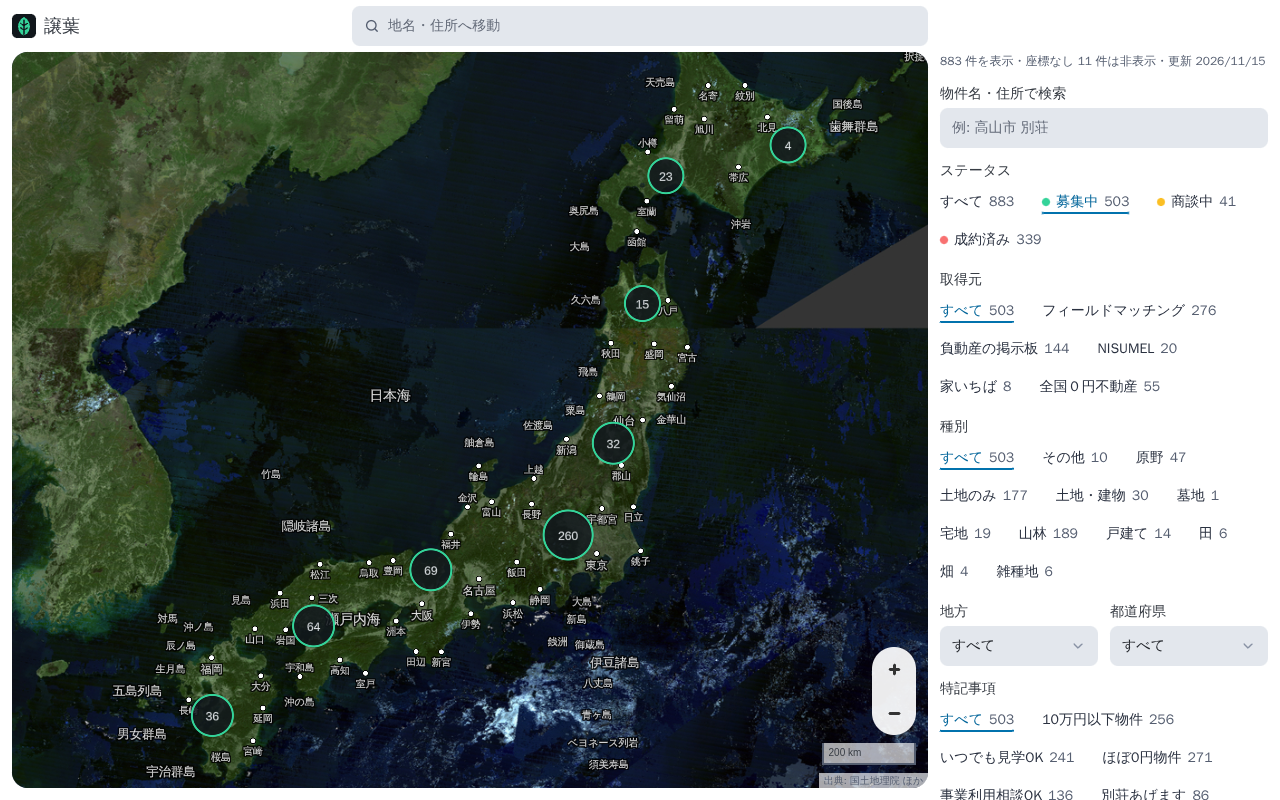 譲葉
地名・住所へ移動
883 件を表示・座標なし 11 件は非表示・更新 2026/11/15
物件名・住所で検索
例: 高山市 別荘
ステータス
すべて 883
募集中 503
商談中 41
成約済み 339
取得元
すべて 503
フィールドマッチング 276
負動産の掲示板 144
NISUMEL 20
家いちば 8
全国０円不動産 55
種別
すべて 503
その他 10
原野 47
土地のみ 177
土地・建物 30
墓地 1
宅地 19
山林 189
戸建て 14
田 6
畑 4
雑種地 6
地方
都道府県
すべて
すべて
特記事項
すべて 503
10万円以下物件 256
いつでも見学OK 241
ほぼ0円物件 271
事業利用相談OK 136
別荘あげます 86
天売島
名寄
紋別
国後島
留萌
旭川
北見
歯舞群島
小樽
4
23
帯広
奥尻島
室蘭
沖岩
大島
函館
久六島
15
八戸
秋田
盛岡
宮古
飛島
日本海
鶴岡
気仙沼
粟島
仙台
金華山
佐渡島
舳倉島
新潟
32
竹島
輪島
上越
郡山
金沢
富山
長野
宇都宮
日立
隠岐諸島
福井
260
東京
銚子
松江
鳥取
豊岡
69
飯田
名古屋
見島
浜田
三次
静岡
大島
対馬
沖ノ島
64
瀬戸内海
大阪
伊勢
浜松
新島
洲本
山口
岩国
辰ノ島
銭洲
御蔵島
生月島
福岡
宇和島
高知
田辺
新宮
伊豆諸島
室戸
八丈島
五島列島
大分
沖の島
36
延岡
青ヶ島
男女群島
宮崎
ベヨネース列岩
桜島
須美寿島
宇治群島
+
−
200 km
出典: 国土地理院 ほか